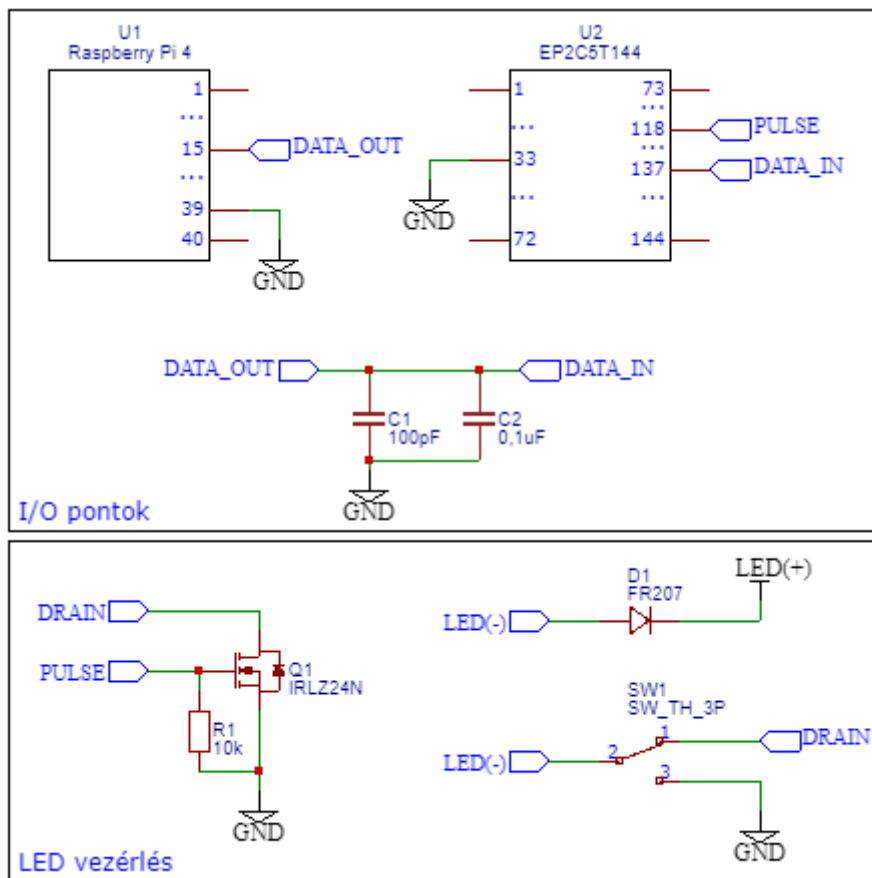 U1
Raspberry Pi 4
1
...
15
DATA_OUT
...
39
40
GND
U2
EP2C5T144
1
...
33
...
72
GND
73
...
118
PULSE
...
137
DATA_IN
...
144
DATA_OUT
DATA_IN
C1
100pF
C2
0,1uF
GND
I/O pontok
DRAIN
PULSE
Q1
IRLZ24N
R1
10k
GND
D1
FR207
LED(+)
LED(-)
SW1
SW_TH_3P
1
DRAIN
LED(-)
2
3
GND
LED vezérlés